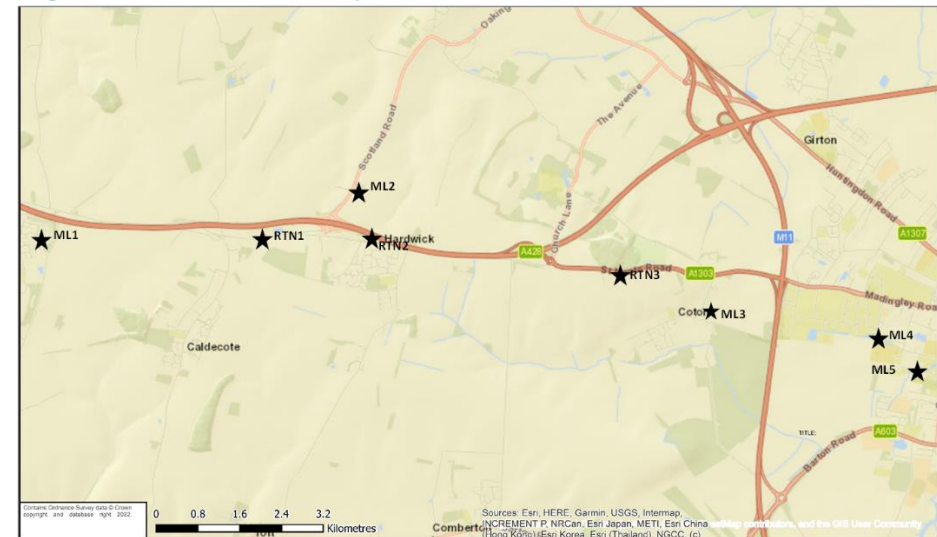 Oaking
Scotland Road
The Avenue
Church Lane
Girton
Huntingdon Road
A1307
M11
ML2
ML1
RTN1
Hardwick
RTN2
A428
RTN3
Road
A1303
Madingley Road
Coton
ML3
ML4
ML5
Caldecote
TITLE:
A603
Barton Road
Contains Ordnance Survey data © Crown
copyright and database right 2022
0 0.8 1.6 2.4 3.2
Kilometres
Comberton
Sources: Esri, HERE, Garmin, USGS, Intermap,
INCREMENT P, NRCan, Esri Japan, METI, Esri China
contributors, and the GIS User Community
(Hong Kong), Esri Korea, Esri (Thailand), NGCC, (c)